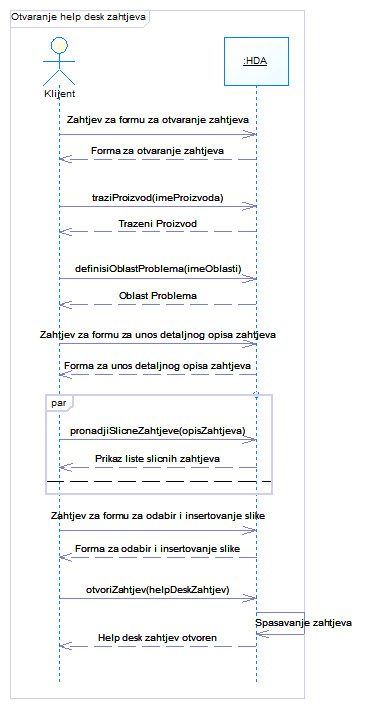 Otvaranje help desk zahtjeva
Klijent
:HDA
Zahtjev za formu za otvaranje zahtjeva
Forma za otvaranje zahtjeva
traziProizvod(imeProizvoda)
Trazeni Proizvod
definisiOblastProblema(imeOblasti)
Oblast Problema
Zahtjev za formu za unos detaljnog opisa zahtjeva
Forma za unos detaljnog opisa zahtjeva
par
pronadjiSlicneZahtjeve(opisZahtjeva)
Prikaz liste slicnih zahtjeva
Zahtjev za formu za odabir i insertovanje slike
Forma za odabir i insertovanje slike
otvoriZahtjev(helpDeskZahtjev)
Spasavanje zahtjeva
Help desk zahtjev otvoren